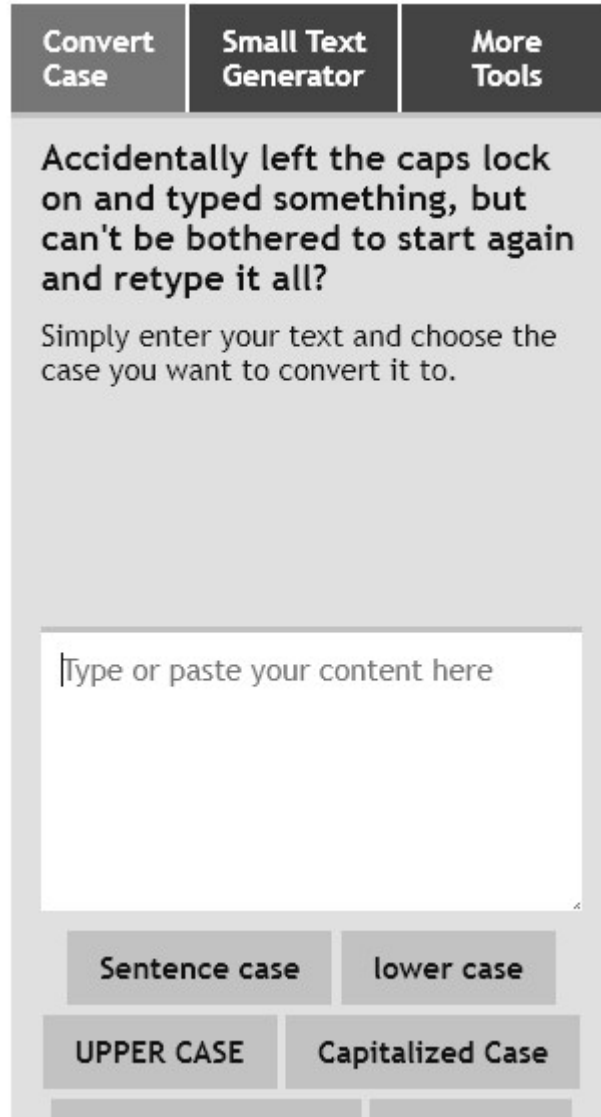 Convert Case
Small Text Generator
More Tools
Accidentally left the caps lock
on and typed something, but
can't be bothered to start again
and retype it all?
Simply enter your text and choose the
case you want to convert it to.
Type or paste your content here
Sentence case
lower case
UPPER CASE
Capitalized Case